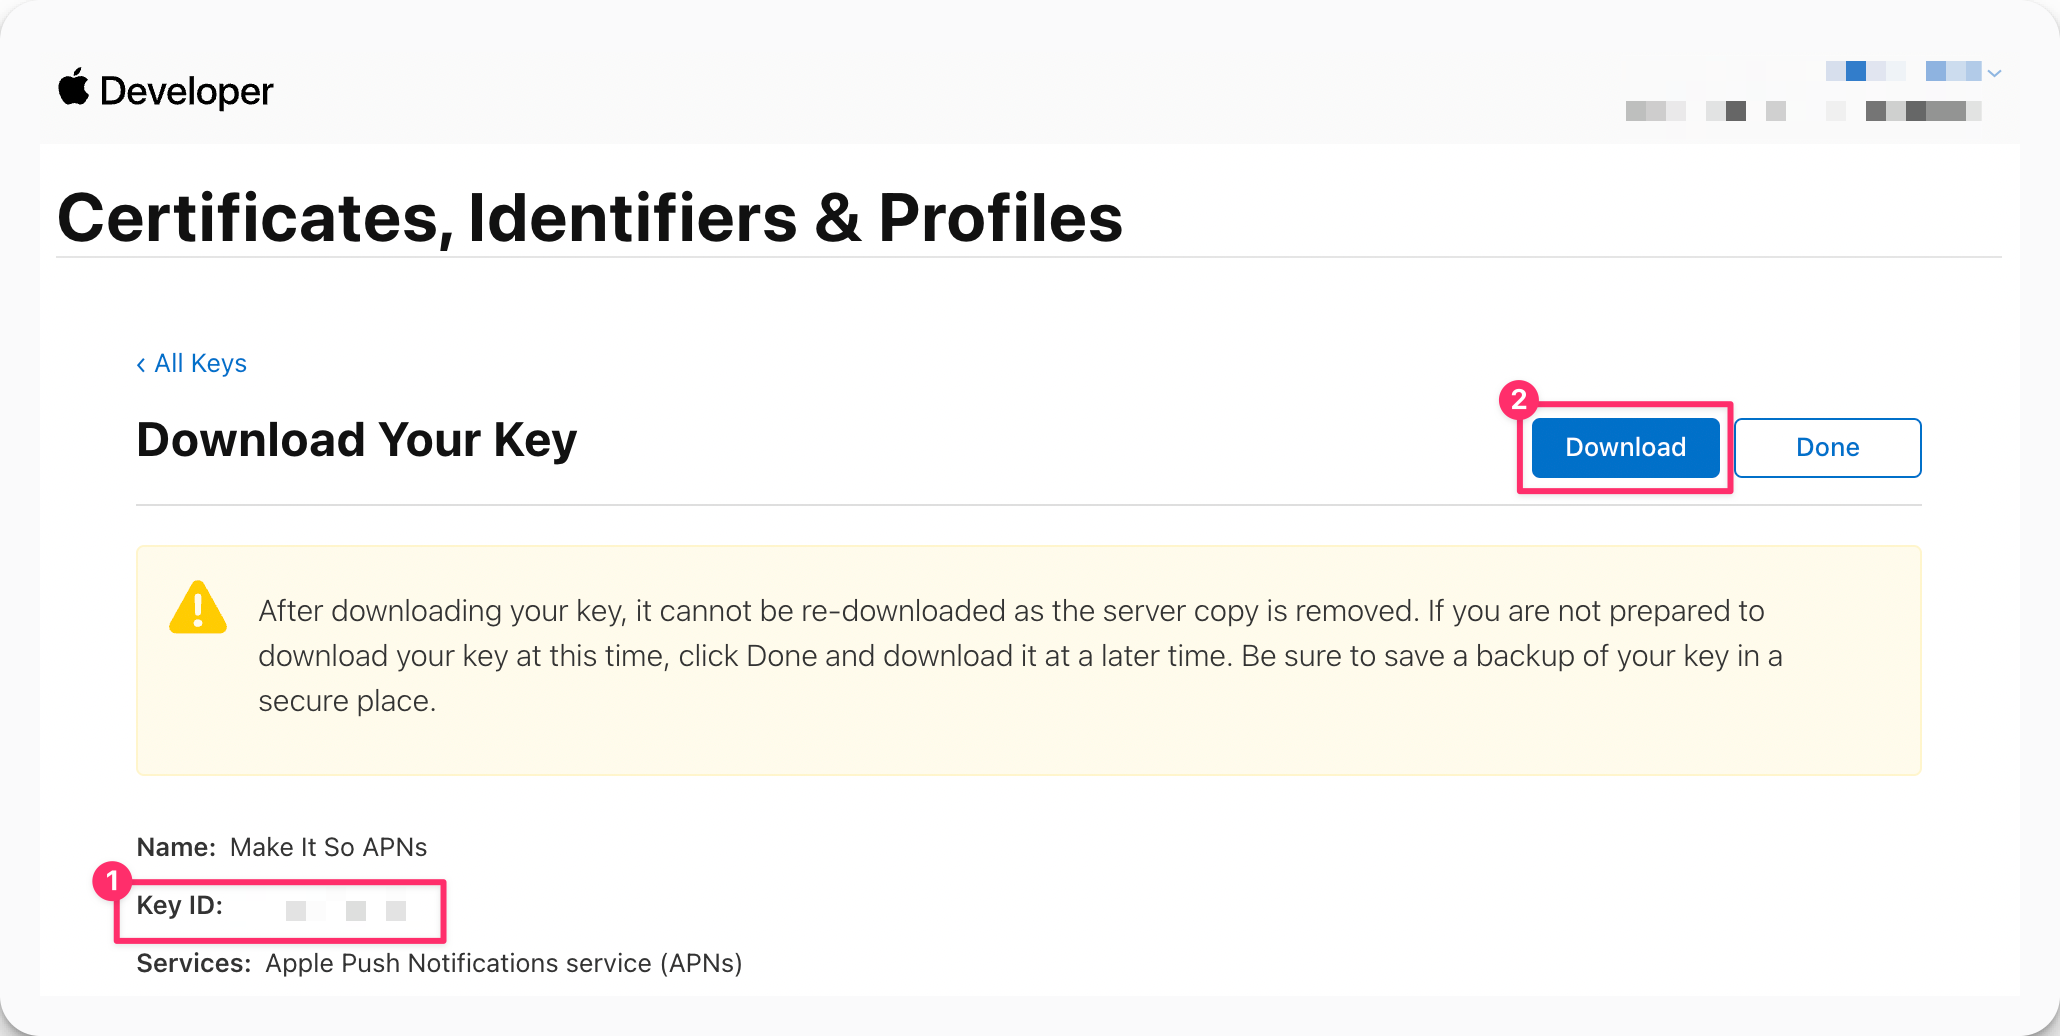 Developer
Certificates, Identifiers & Profiles
‹ All Keys
Download Your Key
2
Download
Done
After downloading your key, it cannot be re-downloaded as the server copy is removed. If you are not prepared to
download your key at this time, click Done and download it at a later time. Be sure to save a backup of your key in a
secure place.
Name: Make It So APNs
1
Key ID:
Services: Apple Push Notifications service (APNs)